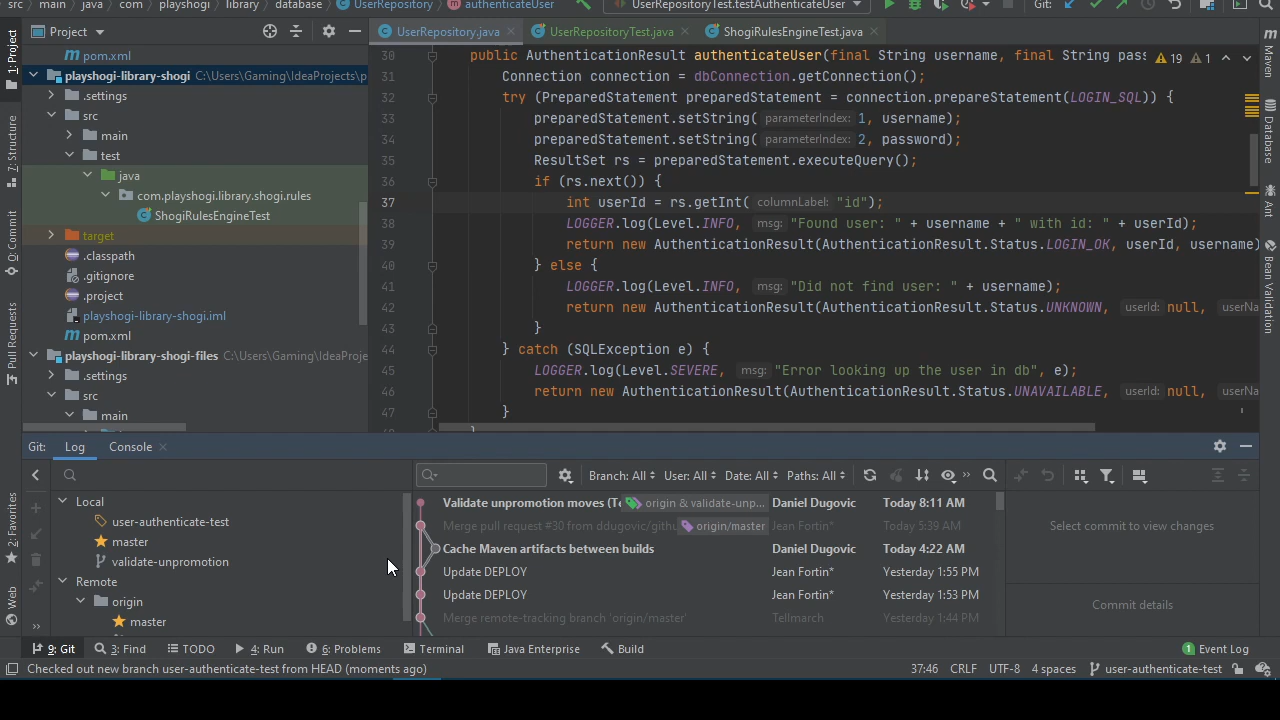 src main java com playshogi library database UserRepository authenticateUser UserRepositoryTest.testAuthenticateUser Git:
Project
UserRepository.java UserRepositoryTest.java ShogiRulesEngineTest.java
1: Project
7: Structure
0: Commit
Pull Requests
2: Favorites
Web
pom.xml
playshogi-library-shogi C:\Users\Gaming\IdeaProjects\p
.settings
src
main
test
java
com.playshogi.library.shogi.rules
ShogiRulesEngineTest
target
.classpath
.gitignore
.project
playshogi-library-shogi.iml
pom.xml
playshogi-library-shogi-files C:\Users\Gaming\IdeaProje
.settings
src
main
19 1
30 public AuthenticationResult authenticateUser(final String username, final String pass
31 Connection connection = dbConnection.getConnection();
32 try (PreparedStatement preparedStatement = connection.prepareStatement(LOGIN_SQL)) {
33 preparedStatement.setString( parameterIndex: 1, username);
34 preparedStatement.setString( parameterIndex: 2, password);
35 ResultSet rs = preparedStatement.executeQuery();
36 if (rs.next()) {
37 int userId = rs.getInt( columnLabel: "id");
38 LOGGER.log(Level.INFO, msg: "Found user: " + username + " with id: " + userId);
39 return new AuthenticationResult(AuthenticationResult.Status.LOGIN_OK, userId, username)
40 } else {
41 LOGGER.log(Level.INFO, msg: "Did not find user: " + username);
42 return new AuthenticationResult(AuthenticationResult.Status.UNKNOWN, userId: null, userNa
43 }
44 } catch (SQLException e) {
45 LOGGER.log(Level.SEVERE, msg: "Error looking up the user in db", e);
46 return new AuthenticationResult(AuthenticationResult.Status.UNAVAILABLE, userId: null, userNa
47 }
Maven
Database
Ant
Bean Validation
Git: Log Console
Branch: All User: All Date: All Paths: All
Local
user-authenticate-test
master
validate-unpromotion
Remote
origin
master
Validate unpromotion moves (Te origin & validate-unp... Daniel Dugovic Today 8:11 AM
Merge pull request #30 from ddugovic/githu origin/master Jean Fortin* Today 5:39 AM
Cache Maven artifacts between builds Daniel Dugovic Today 4:22 AM
Update DEPLOY Jean Fortin* Yesterday 1:55 PM
Update DEPLOY Jean Fortin* Yesterday 1:53 PM
Merge remote-tracking branch 'origin/master' Tellmarch Yesterday 1:44 PM
Select commit to view changes
Commit details
9: Git 3: Find TODO 4: Run 6: Problems Terminal Java Enterprise Build 1 Event Log
Checked out new branch user-authenticate-test from HEAD (moments ago) 37:46 CRLF UTF-8 4 spaces user-authenticate-test